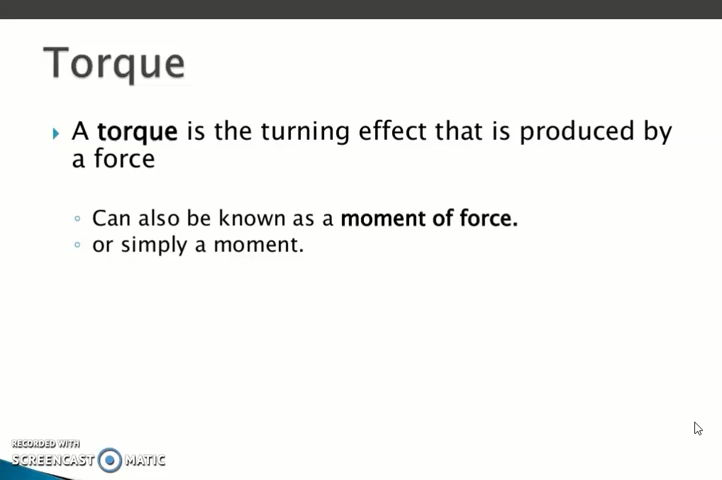 Torque
A torque is the turning effect that is produced by
a force
Can also be known as a moment of force.
or simply a moment.
RECORDED WITH
SCREENCAST MATIC